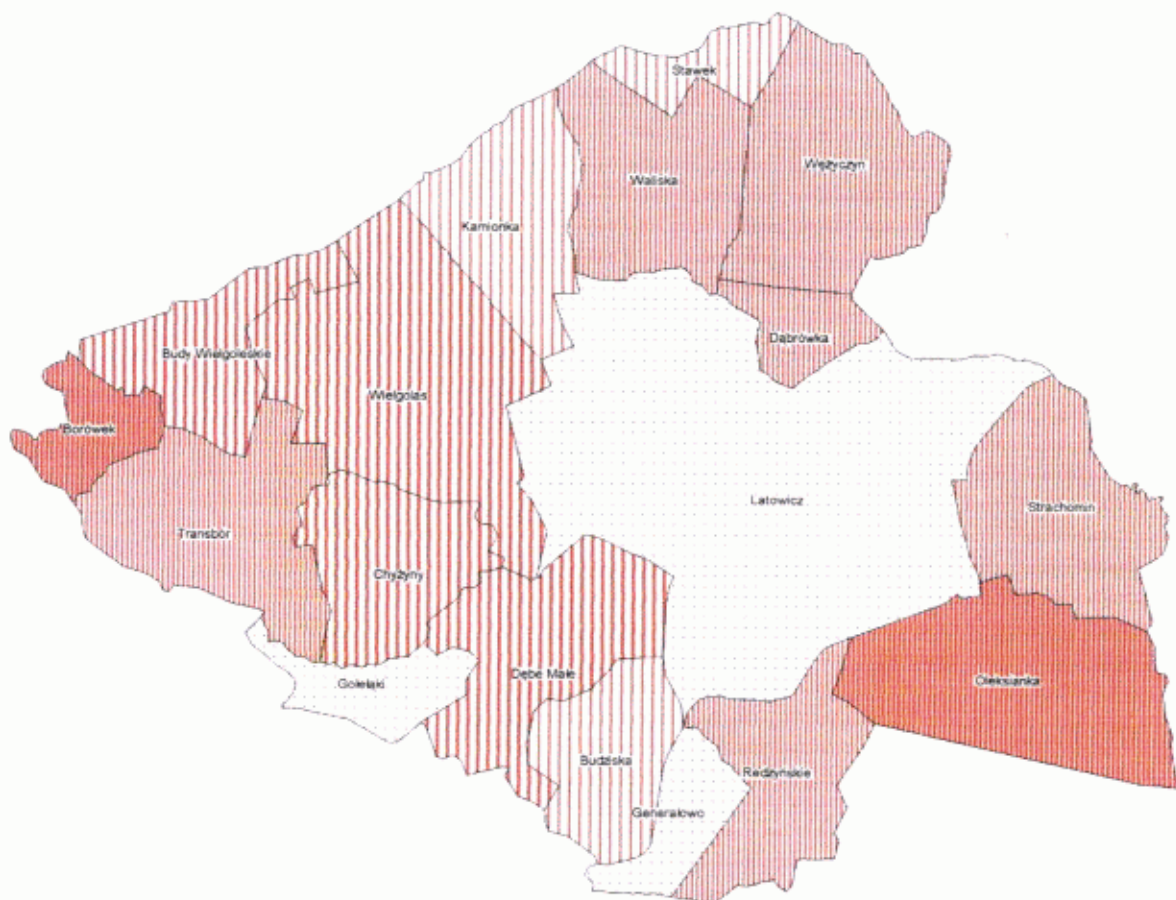 Stawek
Wężyczyn
Waliska
Kamionka
Dąbrówka
Budy Wielgoleskie
Wielgolas
Borówek
Latowicz
Strachomin
Transbór
Chyżyny
Dębe Małe
Oleksianka
Gołełąki
Budziska
Redzyńskie
Generałowo